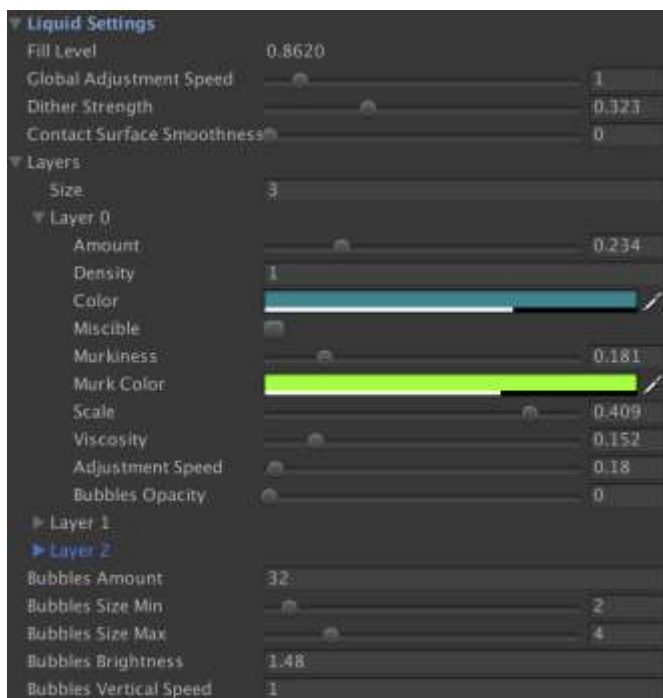 Liquid Settings
Fill Level 0.8620
Global Adjustment Speed 1
Dither Strength 0.323
Contact Surface Smoothness 0
Layers
Size 3
Layer 0
Amount 0.234
Density 1
Color
Miscible
Murkiness 0.181
Murk Color
Scale 0.409
Viscosity 0.152
Adjustment Speed 0.18
Bubbles Opacity 0
Layer 1
Layer 2
Bubbles Amount 32
Bubbles Size Min 2
Bubbles Size Max 4
Bubbles Brightness 1.48
Bubbles Vertical Speed 1